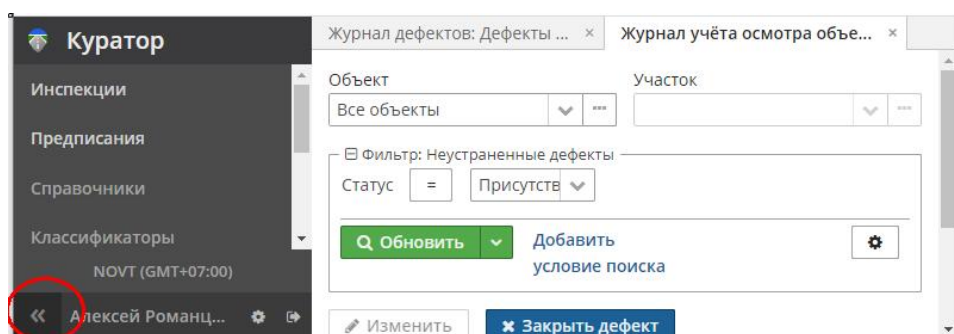 Куратор
Инспекции
Предписания
Справочники
Классификаторы
NOVT (GMT+07:00)
Алексей Романц...
Журнал дефектов: Дефекты ... ×
Журнал учёта осмотра объе... ×
Объект
Участок
Все объекты
Фильтр: Неустраненные дефекты
Статус = Присутств
Обновить
Добавить
условие поиска
Изменить
Закрыть дефект